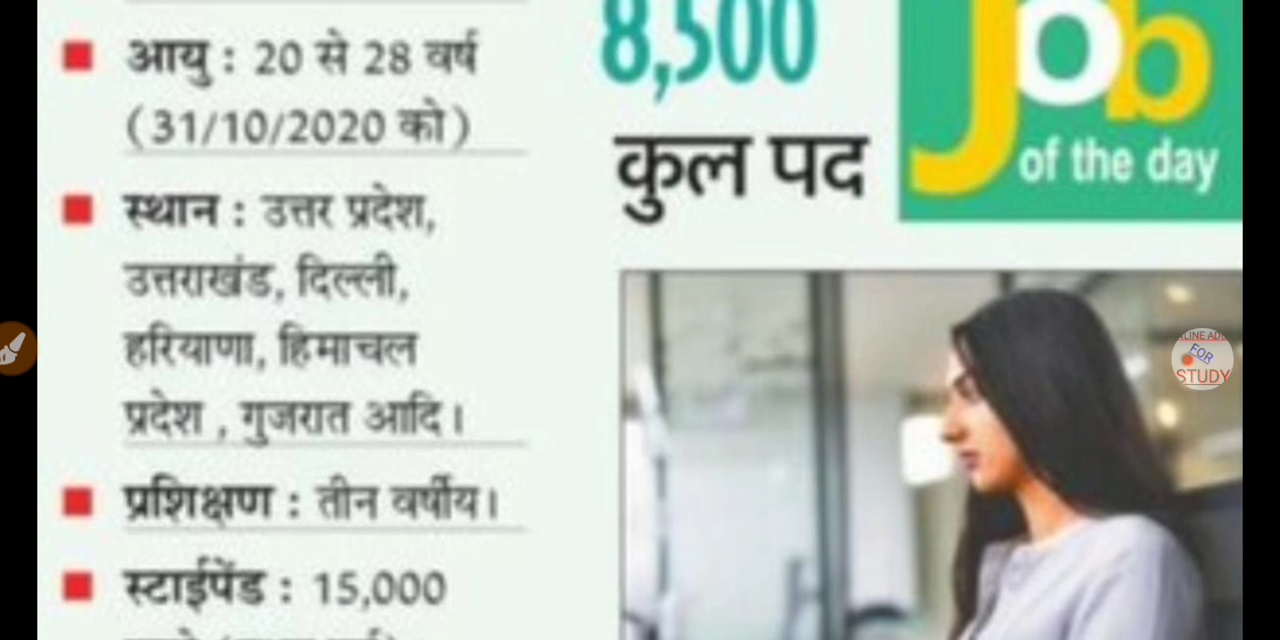 आयु : 20 से 28 वर्ष
(31/10/2020 को)
स्थान : उत्तर प्रदेश,
उत्तराखंड, दिल्ली,
हरियाणा, हिमाचल
प्रदेश , गुजरात आदि।
प्रशिक्षण : तीन वर्षीय।
स्टाईपेंड : 15,000
8,500
कुल पद
Job
of the day
FOR
STUDY